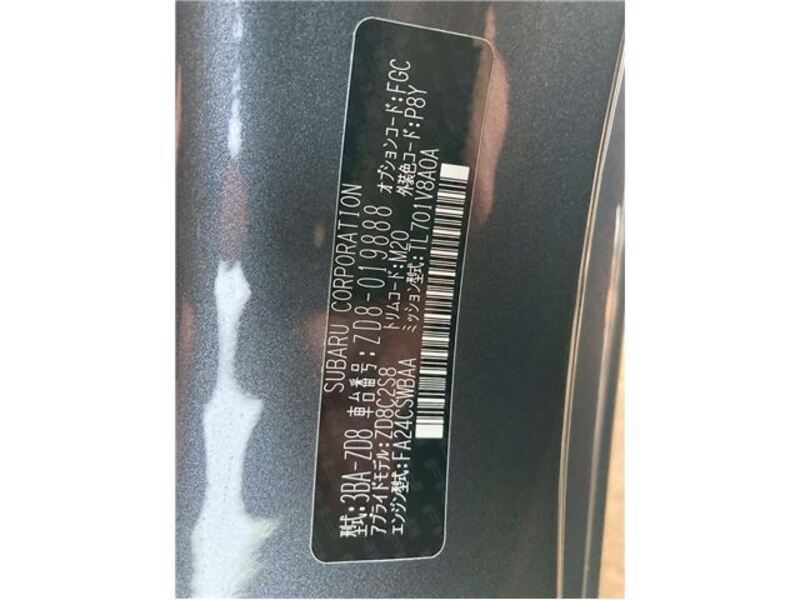 SUBARU CORPORATION
型式:3BA-ZD8 車台番号:ZD8-019888
アプライドモデル:ZD8C2S8 トリムコード:M20 オプションコード:FGC
エンジン型式:FA24CSWBAA ミッション型式:TL701V8A0A 外装色コード:P8Y